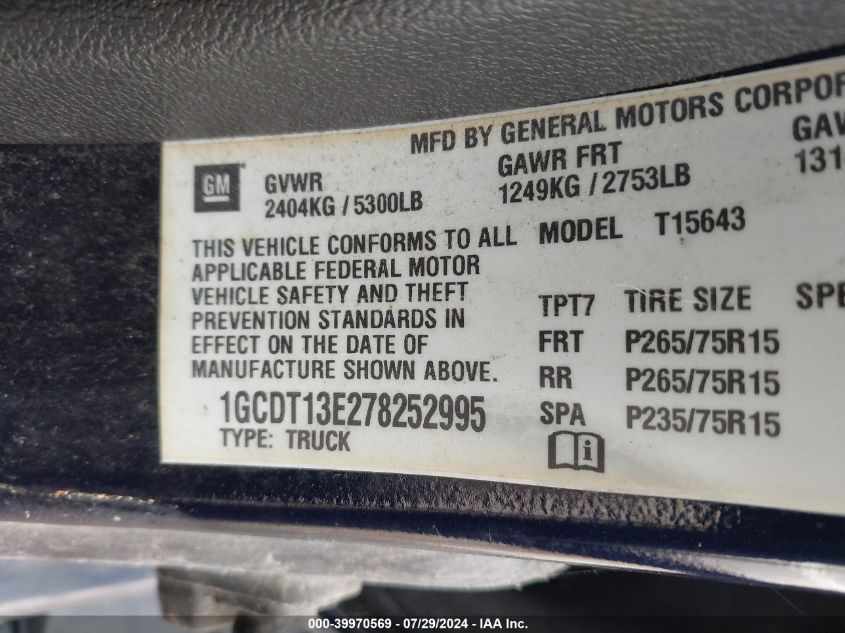 MFD BY GENERAL MOTORS CORPOR
GM
GVWR
2404KG / 5300LB
GAWR FRT
1249KG / 2753LB
GAW
131
THIS VEHICLE CONFORMS TO ALL
APPLICABLE FEDERAL MOTOR
VEHICLE SAFETY AND THEFT
PREVENTION STANDARDS IN
EFFECT ON THE DATE OF
MANUFACTURE SHOWN ABOVE.
1GCDT13E278252995
TYPE: TRUCK
MODEL T15643
TPT7 TIRE SIZE SPE
FRT P265/75R15
RR P265/75R15
SPA P235/75R15
i
000-39970569 - 07/29/2024 - IAA Inc.